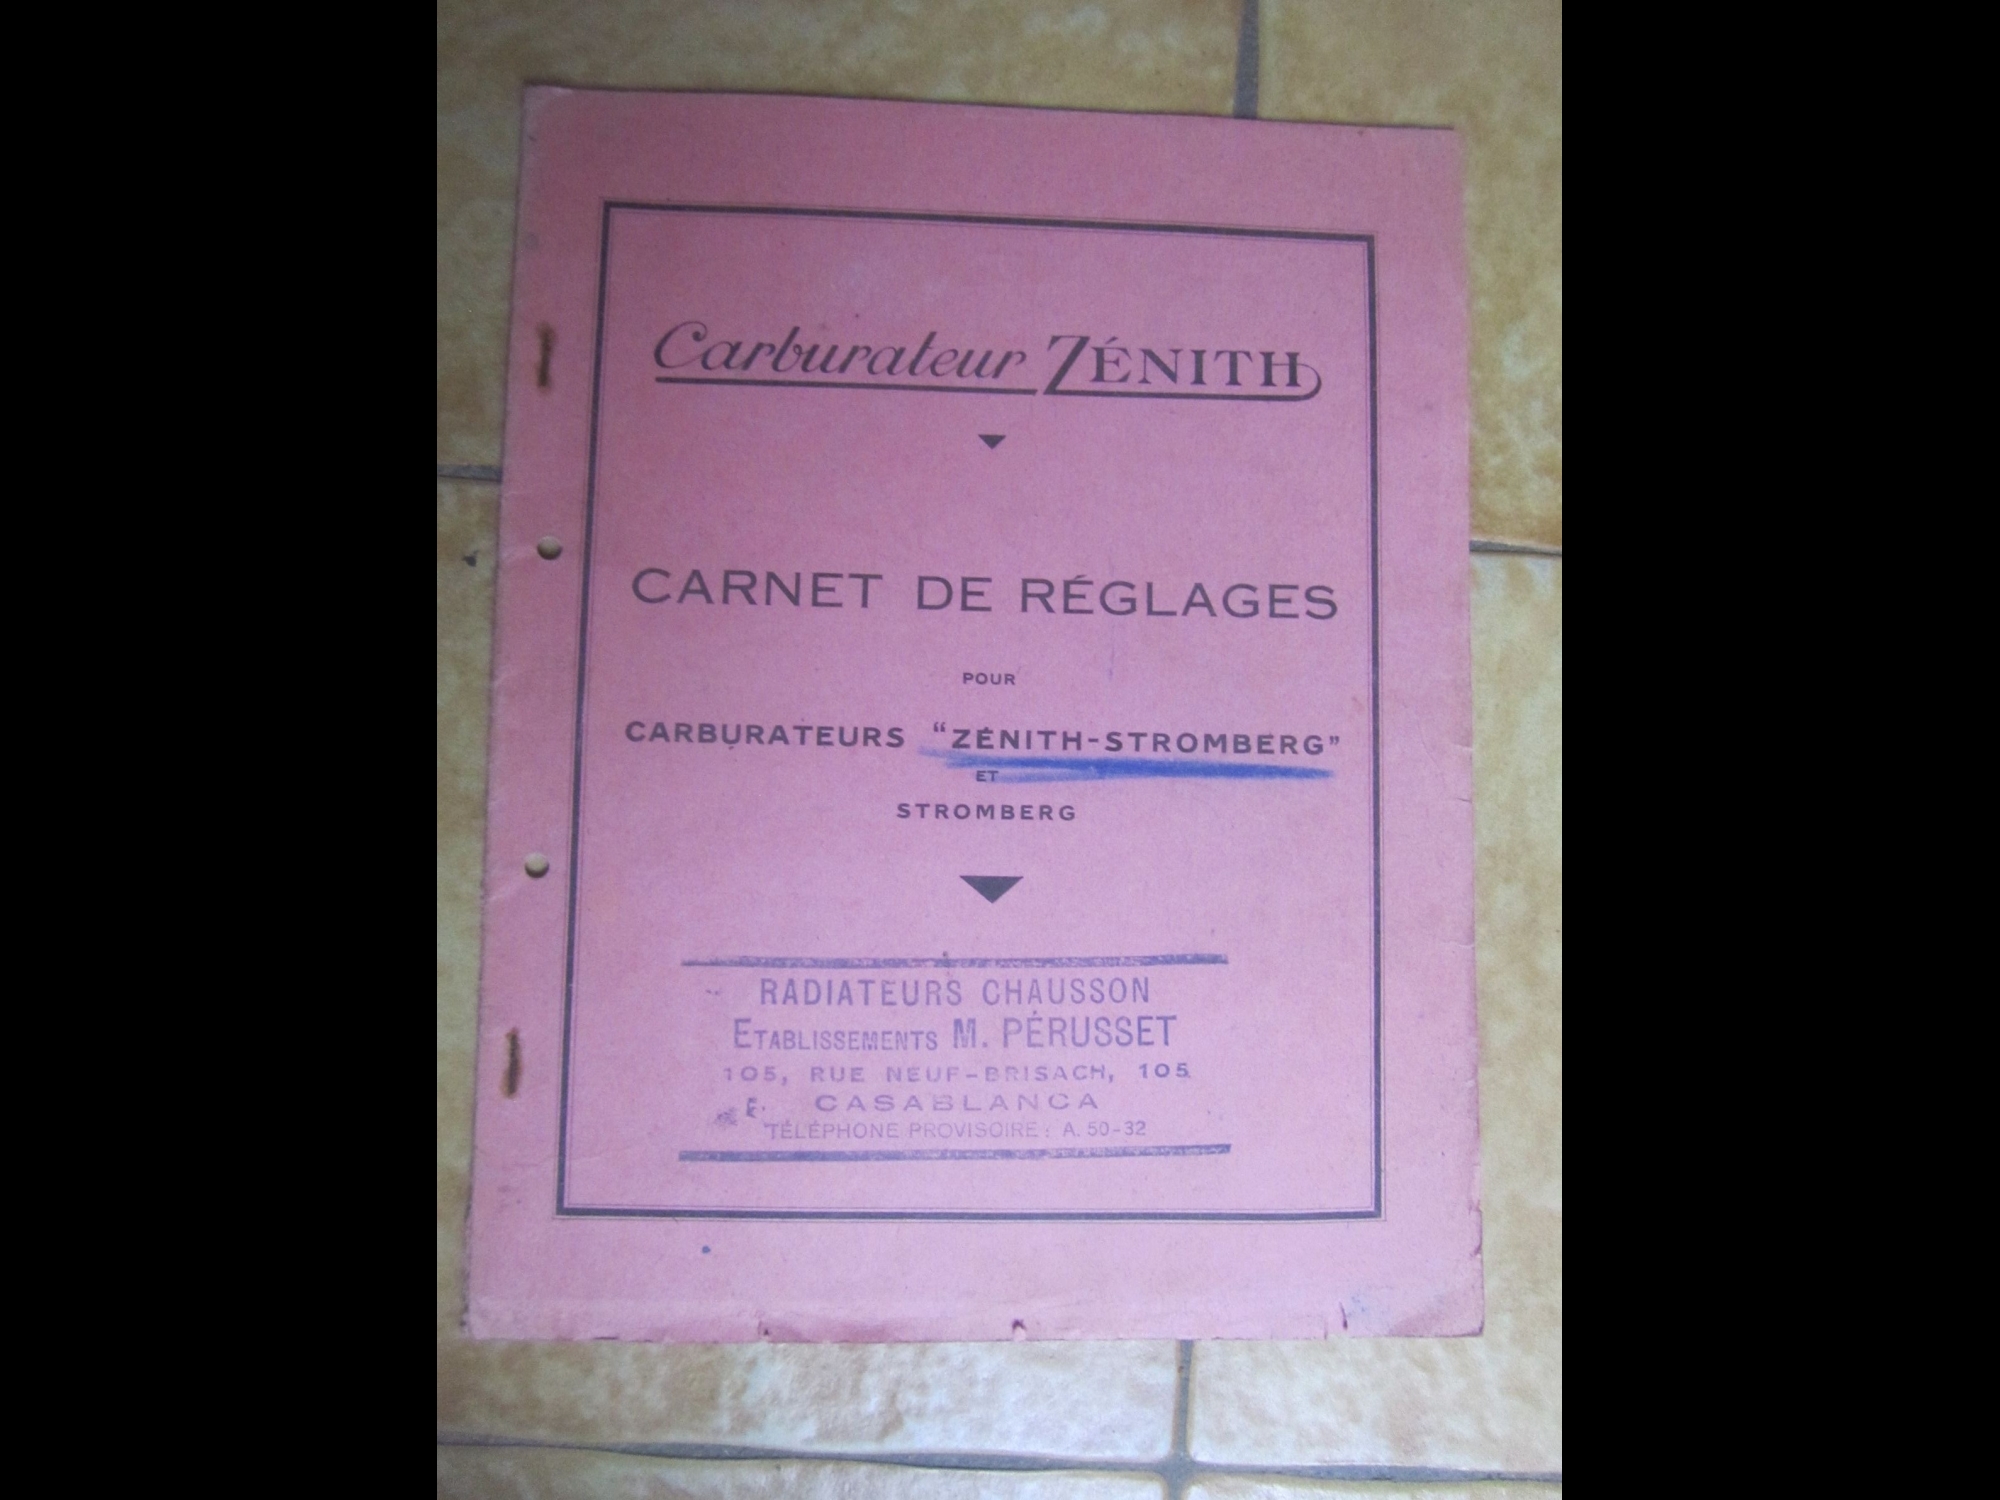 Carburateur ZÉNITH
CARNET DE RÉGLAGES
POUR
CARBURATEURS "ZÉNITH-STROMBERG"
ET
STROMBERG
RADIATEURS CHAUSSON
ETABLISSEMENTS M. PÉRUSSET
105, RUE NEUF-BRISACH, 105
CASABLANCA
TÉLÉPHONE PROVISOIRE: A. 50-32